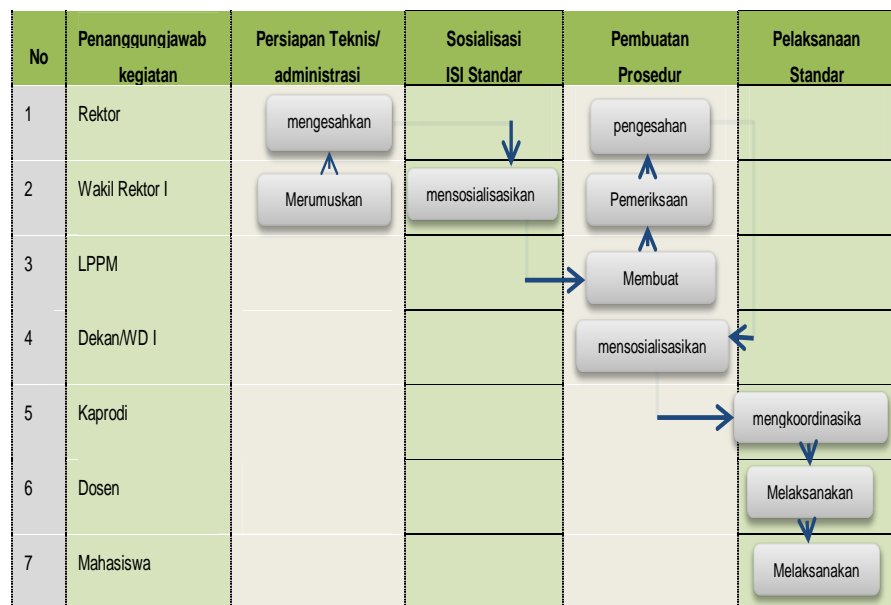 No
Penanggungjawab
kegiatan
Persiapan Teknis/
administrasi
Sosialisasi
ISI Standar
Pembuatan
Prosedur
Pelaksanaan
Standar
1
Rektor
mengesahkan
pengesahan
2
Wakil Rektor I
Merumuskan
mensosialisasikan
Pemeriksaan
3
LPPM
Membuat
4
Dekan/WD I
mensosialisasikan
5
Kaprodi
mengkoordinasika
6
Dosen
Melaksanakan
7
Mahasiswa
Melaksanakan